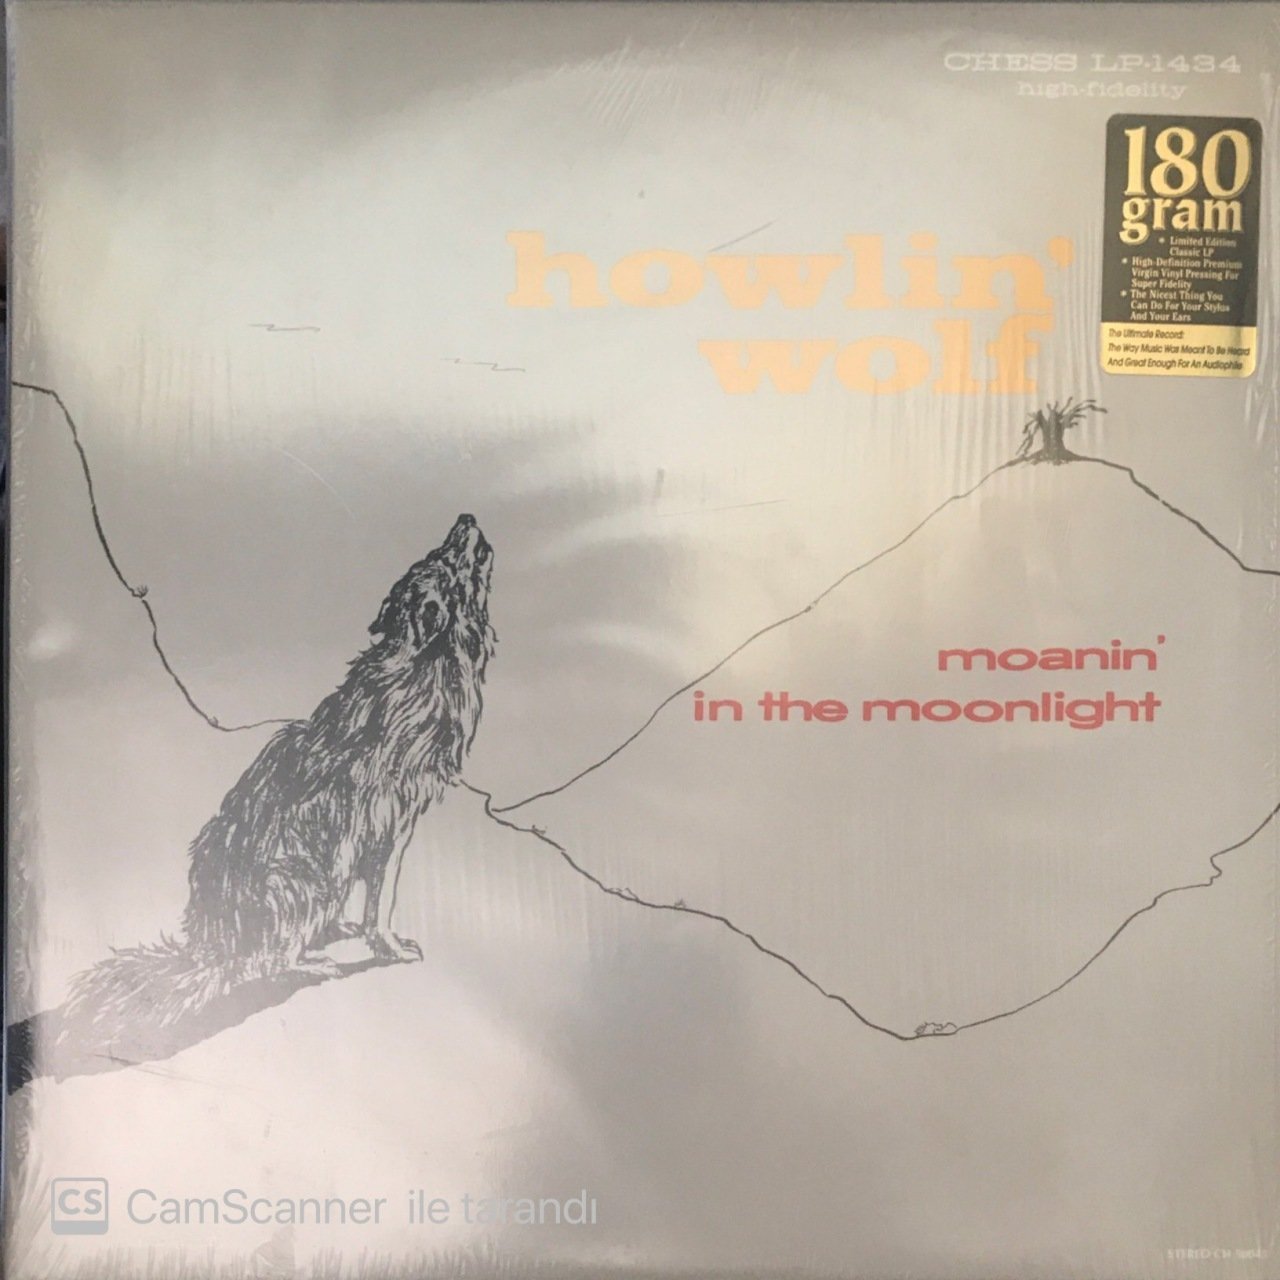 CHESS LP·1434
high-fidelity
180
gram
* Limited Edition
Classic LP
* High-Definition Premium
Virgin Vinyl Pressing For
Super Fidelity
* The Nicest Thing You
Can Do For Your Stylus
And Your Ears
The Ultimate Record:
The Way Music Was Meant To Be Heard
And Great Enough For An Audiophile
howlin'
wolf
moanin'
in the moonlight
CS CamScanner ile tarandı
STEREO CH